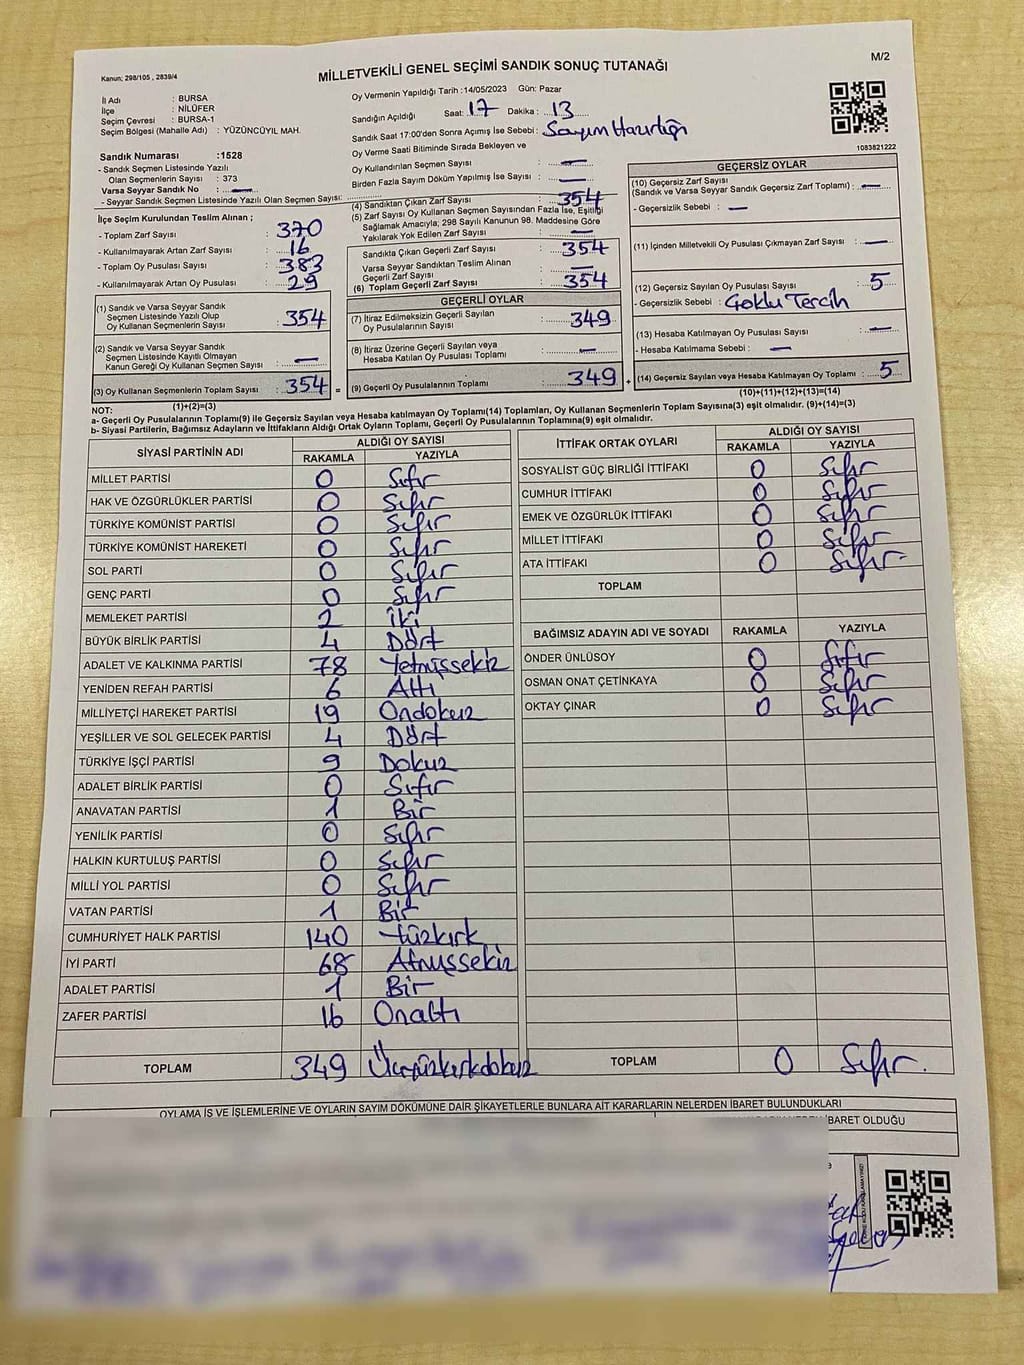 Kanun; 298/105 , 2839/4
M/2
MİLLETVEKİLİ GENEL SEÇİMİ SANDIK SONUÇ TUTANAĞI
İl Adı : BURSA
İlçe : NİLÜFER
Seçim Çevresi : BURSA-1
Seçim Bölgesi (Mahalle Adı) : YÜZÜNCÜYIL MAH.
Oy Vermenin Yapıldığı Tarih :14/05/2023 Gün: Pazar
Sandığın Açıldığı Saat: 17 Dakika : 13
Sandık Saat 17:00'den Sonra Açımış İse Sebebi : Sayım Hazırlığı
Oy Verme Saati Bitiminde Sırada Bekleyen ve
Oy Kullandırılan Seçmen Sayısı : —
Birden Fazla Sayım Döküm Yapılmış İse Sayısı : —
1083821222
Sandık Numarası :1528
- Sandık Seçmen Listesinde Yazılı
Olan Seçmenlerin Sayısı : 373
Varsa Seyyar Sandık No : —
- Seyyar Sandık Seçmen Listesinde Yazılı Olan Seçmen Sayısı:
İlçe Seçim Kurulundan Teslim Alınan ;
- Toplam Zarf Sayısı : 370
- Kullanılmayarak Artan Zarf Sayısı : 16
- Toplam Oy Pusulası Sayısı : 383
- Kullanılmayarak Artan Oy Pusulası : 29
(1) Sandık ve Varsa Seyyar Sandık
Seçmen Listesinde Yazılı Olup
Oy Kullanan Seçmenlerin Sayısı : 354
(2) Sandık ve Varsa Seyyar Sandık
Seçmen Listesinde Kayıtlı Olmayan
Kanun Gereği Oy Kullanan Seçmen Sayısı : —
(3) Oy Kullanan Seçmenlerin Toplam Sayısı : 354 =
(1)+(2)=(3)
(4) Sandıktan Çıkan Zarf Sayısı : 354
(5) Zarf Sayısı Oy Kullanan Seçmen Sayısından Fazla İse, Eşitliği
Sağlamak Amacıyla; 298 Sayılı Kanunun 98. Maddesine Göre
Yakılarak Yok Edilen Zarf Sayısı : —
Sandıkta Çıkan Geçerli Zarf Sayısı : 354
Varsa Seyyar Sandıktan Teslim Alınan
Geçerli Zarf Sayısı : —
(6) Toplam Geçerli Zarf Sayısı : 354
GEÇERLİ OYLAR
(7) İtiraz Edilmeksizin Geçerli Sayılan
Oy Pusulalarının Sayısı : 349
(8) İtiraz Üzerine Geçerli Sayılan veya
Hesaba Katılan Oy Pusulası Toplamı : —
(9) Geçerli Oy Pusulalarının Toplamı : 349 +
GEÇERSİZ OYLAR
(10) Geçersiz Zarf Sayısı
(Sandık ve Varsa Seyyar Sandık Geçersiz Zarf Toplamı) : —
- Geçersizlik Sebebi : —
(11) İçinden Milletvekili Oy Pusulası Çıkmayan Zarf Sayısı : —
(12) Geçersiz Sayılan Oy Pusulası Sayısı : 5
- Geçersizlik Sebebi : Çoklu Tercih
(13) Hesaba Katılmayan Oy Pusulası Sayısı : —
- Hesaba Katılmama Sebebi : —
(14) Geçersiz Sayılan veya Hesaba Katılmayan Oy Toplamı : 5
(10)+(11)+(12)+(13)=(14)
NOT:
a- Geçerli Oy Pusulalarının Toplamı(9) ile Geçersiz Sayılan veya Hesaba katılmayan Oy Toplamı(14) Toplamları, Oy Kullanan Seçmenlerin Toplam Sayısına(3) eşit olmalıdır. (9)+(14)=(3)
b- Siyasi Partilerin, Bağımsız Adayların ve İttifakların Aldığı Ortak Oyların Toplamı, Geçerli Oy Pusulalarının Toplamına(9) eşit olmalıdır.
SİYASİ PARTİNİN ADI ALDIĞI OY SAYISI
RAKAMLA YAZIYLA
MİLLET PARTİSİ 0 Sıfır
HAK VE ÖZGÜRLÜKLER PARTİSİ 0 Sıfır
TÜRKİYE KOMÜNİST PARTİSİ 0 Sıfır
TÜRKİYE KOMÜNİST HAREKETİ 0 Sıfır
SOL PARTİ 0 Sıfır
GENÇ PARTİ 0 Sıfır
MEMLEKET PARTİSİ 2 İki
BÜYÜK BİRLİK PARTİSİ 4 Dört
ADALET VE KALKINMA PARTİSİ 78 Yetmişsekiz
YENİDEN REFAH PARTİSİ 6 Altı
MİLLİYETÇİ HAREKET PARTİSİ 19 Ondokuz
YEŞİLLER VE SOL GELECEK PARTİSİ 4 Dört
TÜRKİYE İŞÇİ PARTİSİ 9 Dokuz
ADALET BİRLİK PARTİSİ 0 Sıfır
ANAVATAN PARTİSİ 1 Bir
YENİLİK PARTİSİ 0 Sıfır
HALKIN KURTULUŞ PARTİSİ 0 Sıfır
MİLLİ YOL PARTİSİ 0 Sıfır
VATAN PARTİSİ 1 Bir
CUMHURİYET HALK PARTİSİ 140 Yüzkırk
İYİ PARTİ 68 Atmışsekiz
ADALET PARTİSİ 1 Bir
ZAFER PARTİSİ 16 Onaltı
TOPLAM 349 Üçyüzkırkdokuz
İTTİFAK ORTAK OYLARI ALDIĞI OY SAYISI
RAKAMLA YAZIYLA
SOSYALİST GÜÇ BİRLİĞİ İTTİFAKI 0 Sıfır
CUMHUR İTTİFAKI 0 Sıfır
EMEK VE ÖZGÜRLÜK İTTİFAKI 0 Sıfır
MİLLET İTTİFAKI 0 Sıfır
ATA İTTİFAKI 0 Sıfır
TOPLAM
BAĞIMSIZ ADAYIN ADI VE SOYADI RAKAMLA YAZIYLA
ÖNDER ÜNLÜSOY 0 Sıfır
OSMAN ONAT ÇETİNKAYA 0 Sıfır
OKTAY ÇINAR 0 Sıfır
TOPLAM 0 Sıfır.
OYLAMA İŞ VE İŞLEMLERİNE VE OYLARIN SAYIM DÖKÜMÜNE DAİR ŞİKAYETLERLE BUNLARA AİT KARARLARIN NELERDEN İBARET BULUNDUKLARI
İBARET OLDUĞU